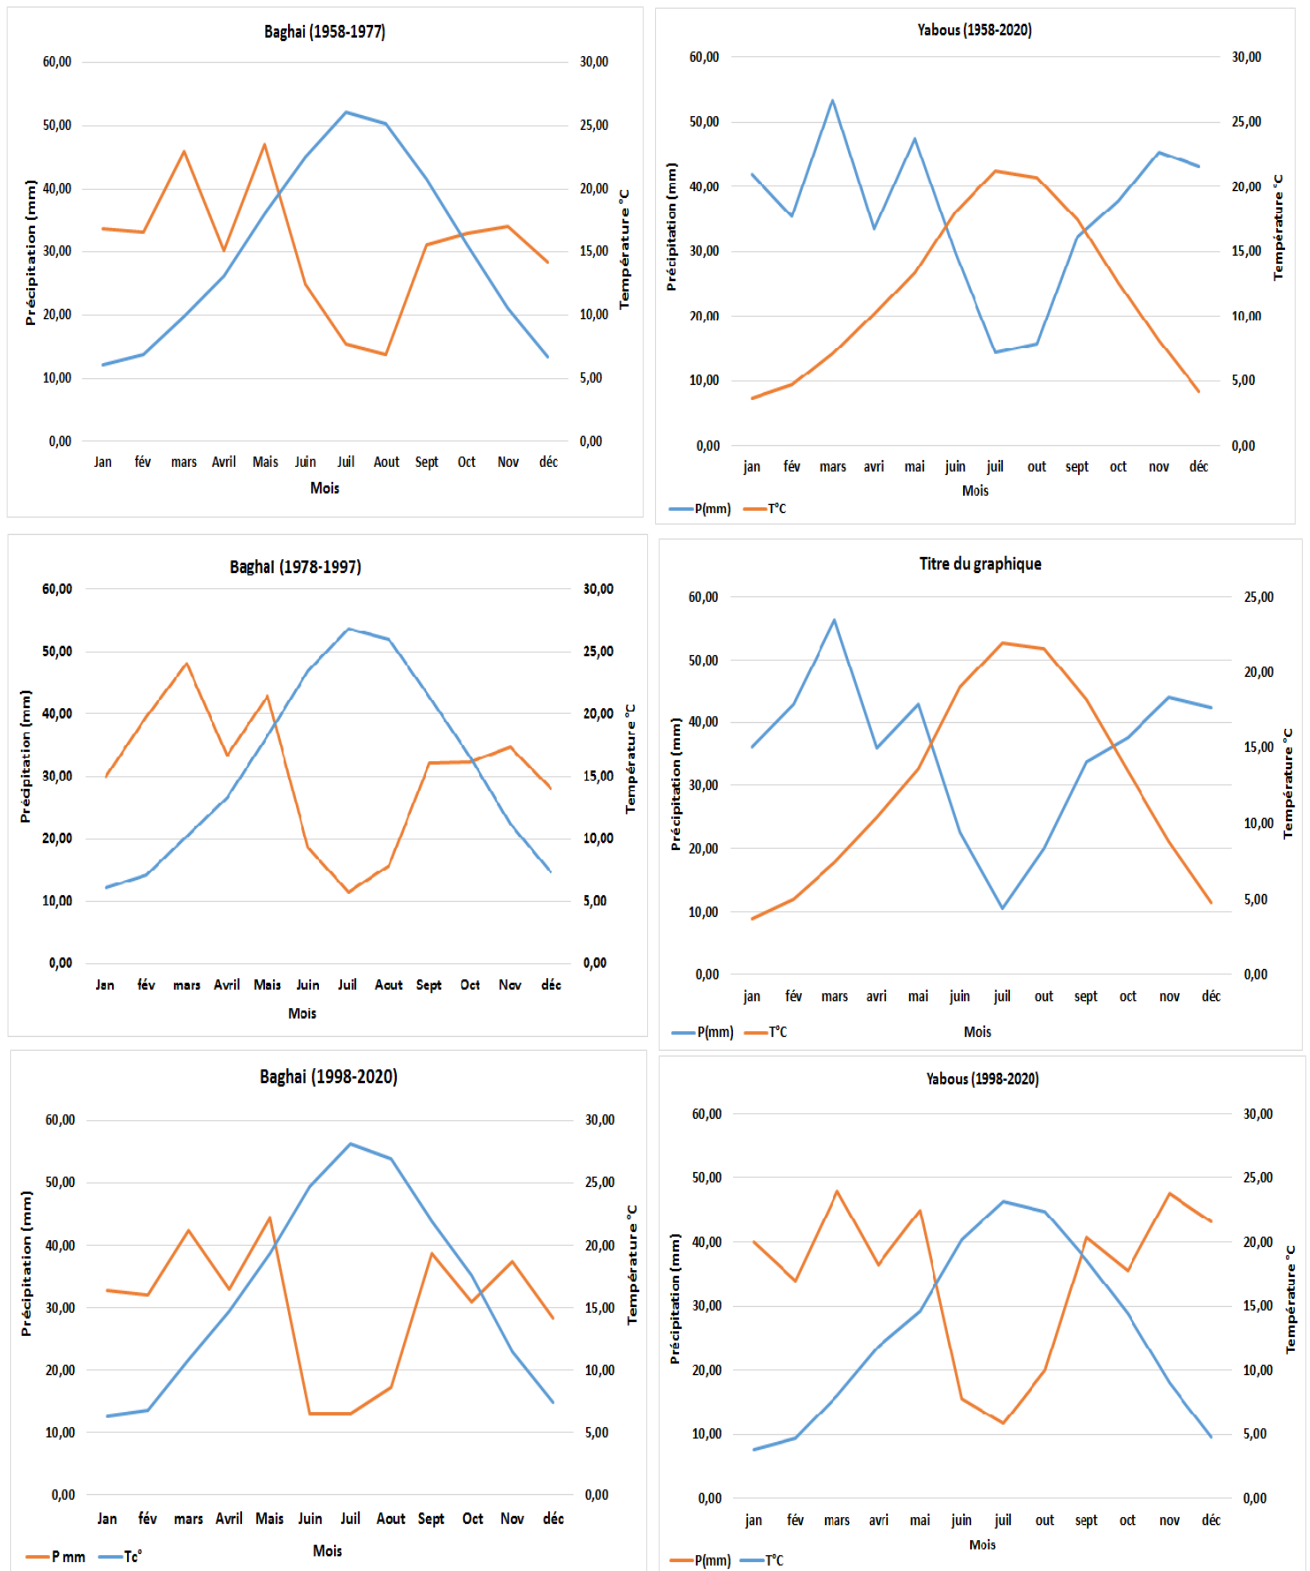 Baghai (1958-1977)
60,00
50,00
40,00
30,00
20,00
10,00
0,00
30,00
25,00
20,00
15,00
10,00
5,00
0,00
Précipitation (mm)
Température °C
Jan fév mars Avril Mais Juin Juil Aout Sept Oct Nov déc
Mois
Yabous (1958-2020)
60,00
50,00
40,00
30,00
20,00
10,00
0,00
30,00
25,00
20,00
15,00
10,00
5,00
0,00
Précipitation (mm)
Température °C
jan fév mars avri mai juin juil out sept oct nov déc
Mois
P(mm) T°C
BaghaI (1978-1997)
60,00
50,00
40,00
30,00
20,00
10,00
0,00
30,00
25,00
20,00
15,00
10,00
5,00
0,00
Précipitation (mm)
Température °C
Jan fév mars Avril Mais Juin Juil Aout Sept Oct Nov déc
Mois
Titre du graphique
60,00
50,00
40,00
30,00
20,00
10,00
0,00
25,00
20,00
15,00
10,00
5,00
0,00
Précipitation (mm)
Température °C
jan fév mars avri mai juin juil out sept oct nov déc
Mois
P(mm) T°C
Baghai (1998-2020)
60,00
50,00
40,00
30,00
20,00
10,00
0,00
30,00
25,00
20,00
15,00
10,00
5,00
0,00
Précipitation (mm)
Température °C
Jan fév mars Avril Mais Juin Juil Aout Sept Oct Nov déc
Mois
P mm Tc°
Yabous (1998-2020)
60,00
50,00
40,00
30,00
20,00
10,00
0,00
30,00
25,00
20,00
15,00
10,00
5,00
0,00
Précipitation (mm)
Température °C
jan fév mars avri mai juin juil out sept oct nov déc
Mois
P(mm) T°C